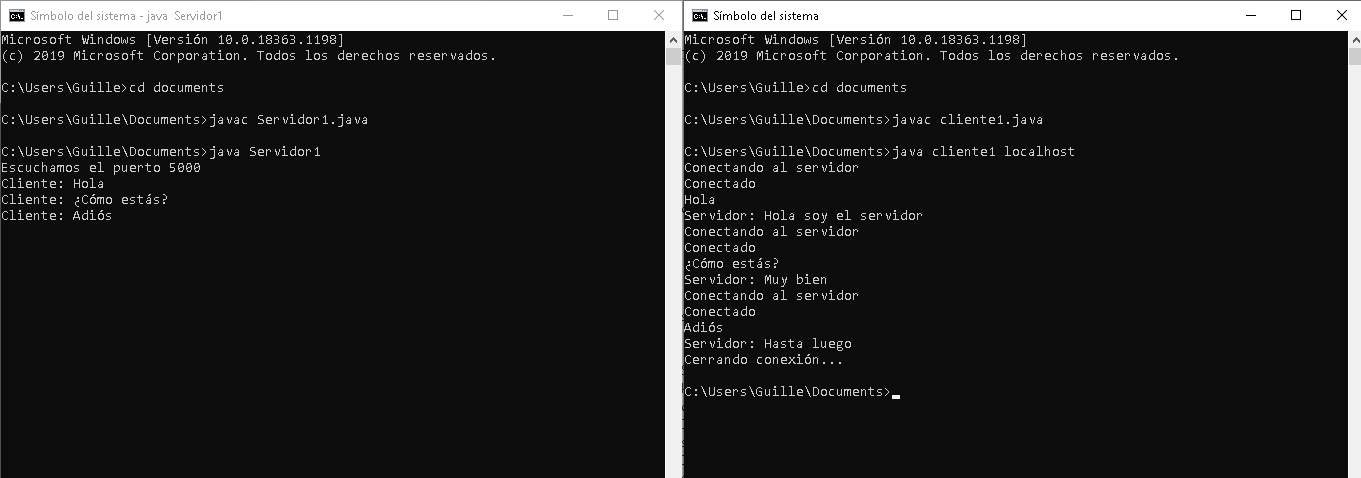 Símbolo del sistema - java Servidor1
Microsoft Windows [Versión 10.0.18363.1198]
(c) 2019 Microsoft Corporation. Todos los derechos reservados.
C:\Users\Guille>cd documents
C:\Users\Guille\Documents>javac Servidor1.java
C:\Users\Guille\Documents>java Servidor1
Escuchamos el puerto 5000
Cliente: Hola
Cliente: ¿Cómo estás?
Cliente: Adiós
Símbolo del sistema
Microsoft Windows [Versión 10.0.18363.1198]
(c) 2019 Microsoft Corporation. Todos los derechos reservados.
C:\Users\Guille>cd documents
C:\Users\Guille\Documents>javac cliente1.java
C:\Users\Guille\Documents>java cliente1 localhost
Conectando al servidor
Conectado
Hola
Servidor: Hola soy el servidor
Conectando al servidor
Conectado
¿Cómo estás?
Servidor: Muy bien
Conectando al servidor
Conectado
Adiós
Servidor: Hasta luego
Cerrando conexión...
C:\Users\Guille\Documents>